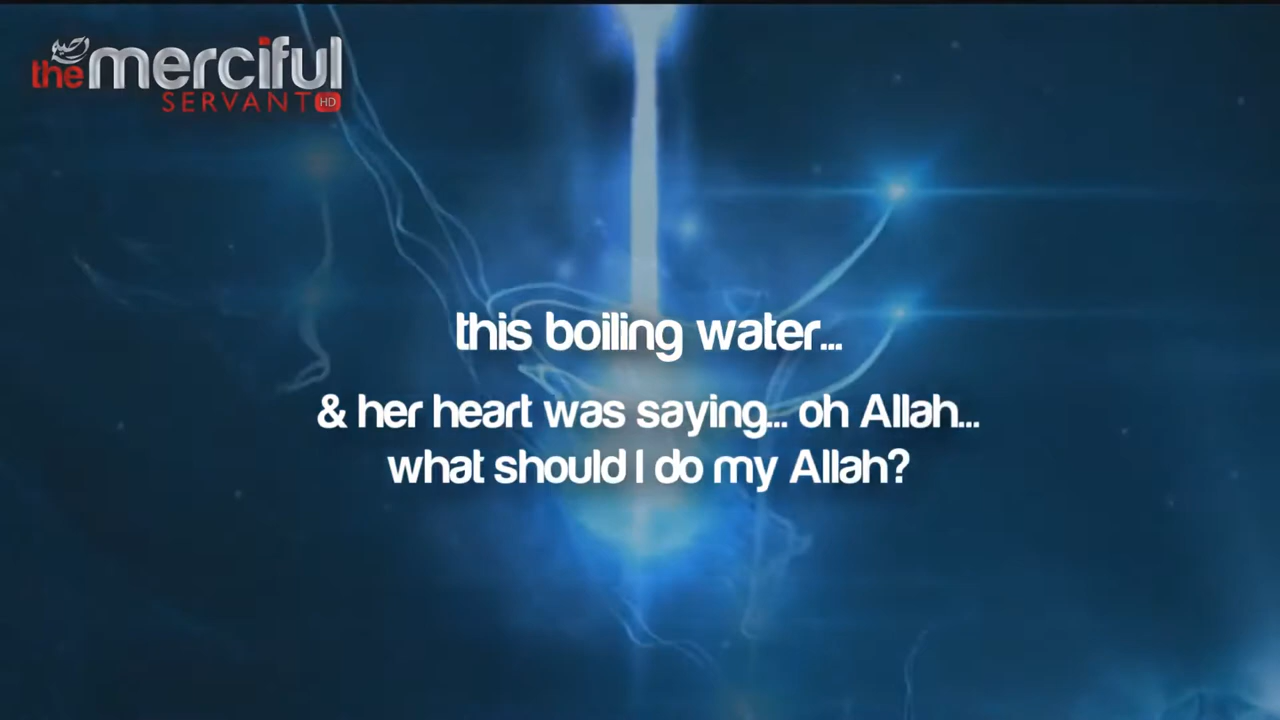 the merciful
SERVANT HD
this boiling water...
& her heart was saying... oh Allah...
what should I do my Allah?